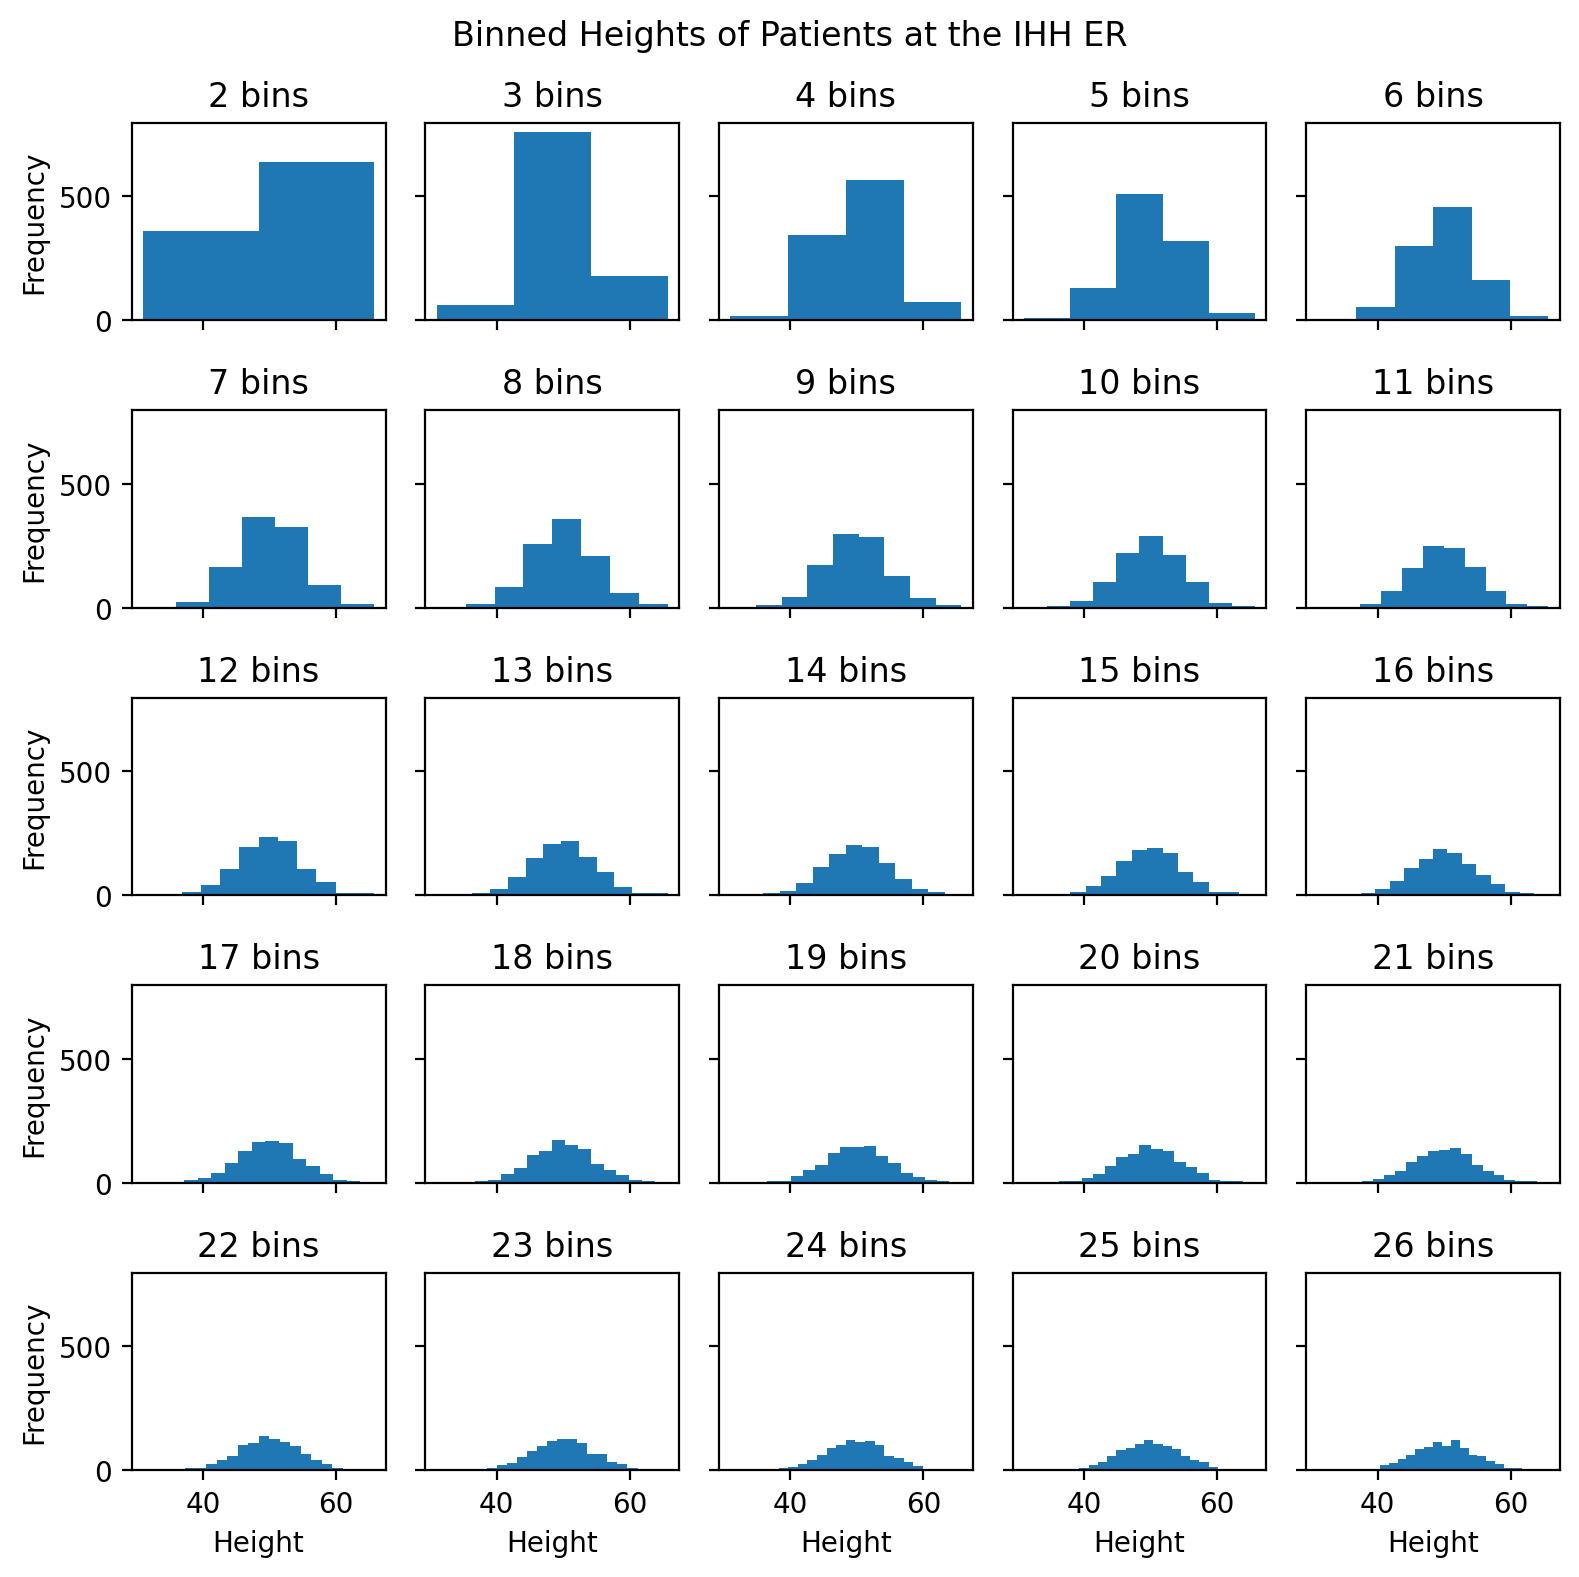 Binned Heights of Patients at the IHH ER
2 bins 3 bins 4 bins 5 bins 6 bins
Frequency
500
0
7 bins 8 bins 9 bins 10 bins 11 bins
Frequency
500
0
12 bins 13 bins 14 bins 15 bins 16 bins
Frequency
500
0
17 bins 18 bins 19 bins 20 bins 21 bins
Frequency
500
0
22 bins 23 bins 24 bins 25 bins 26 bins
Frequency
500
0
40 60 40 60 40 60 40 60 40 60
Height Height Height Height Height